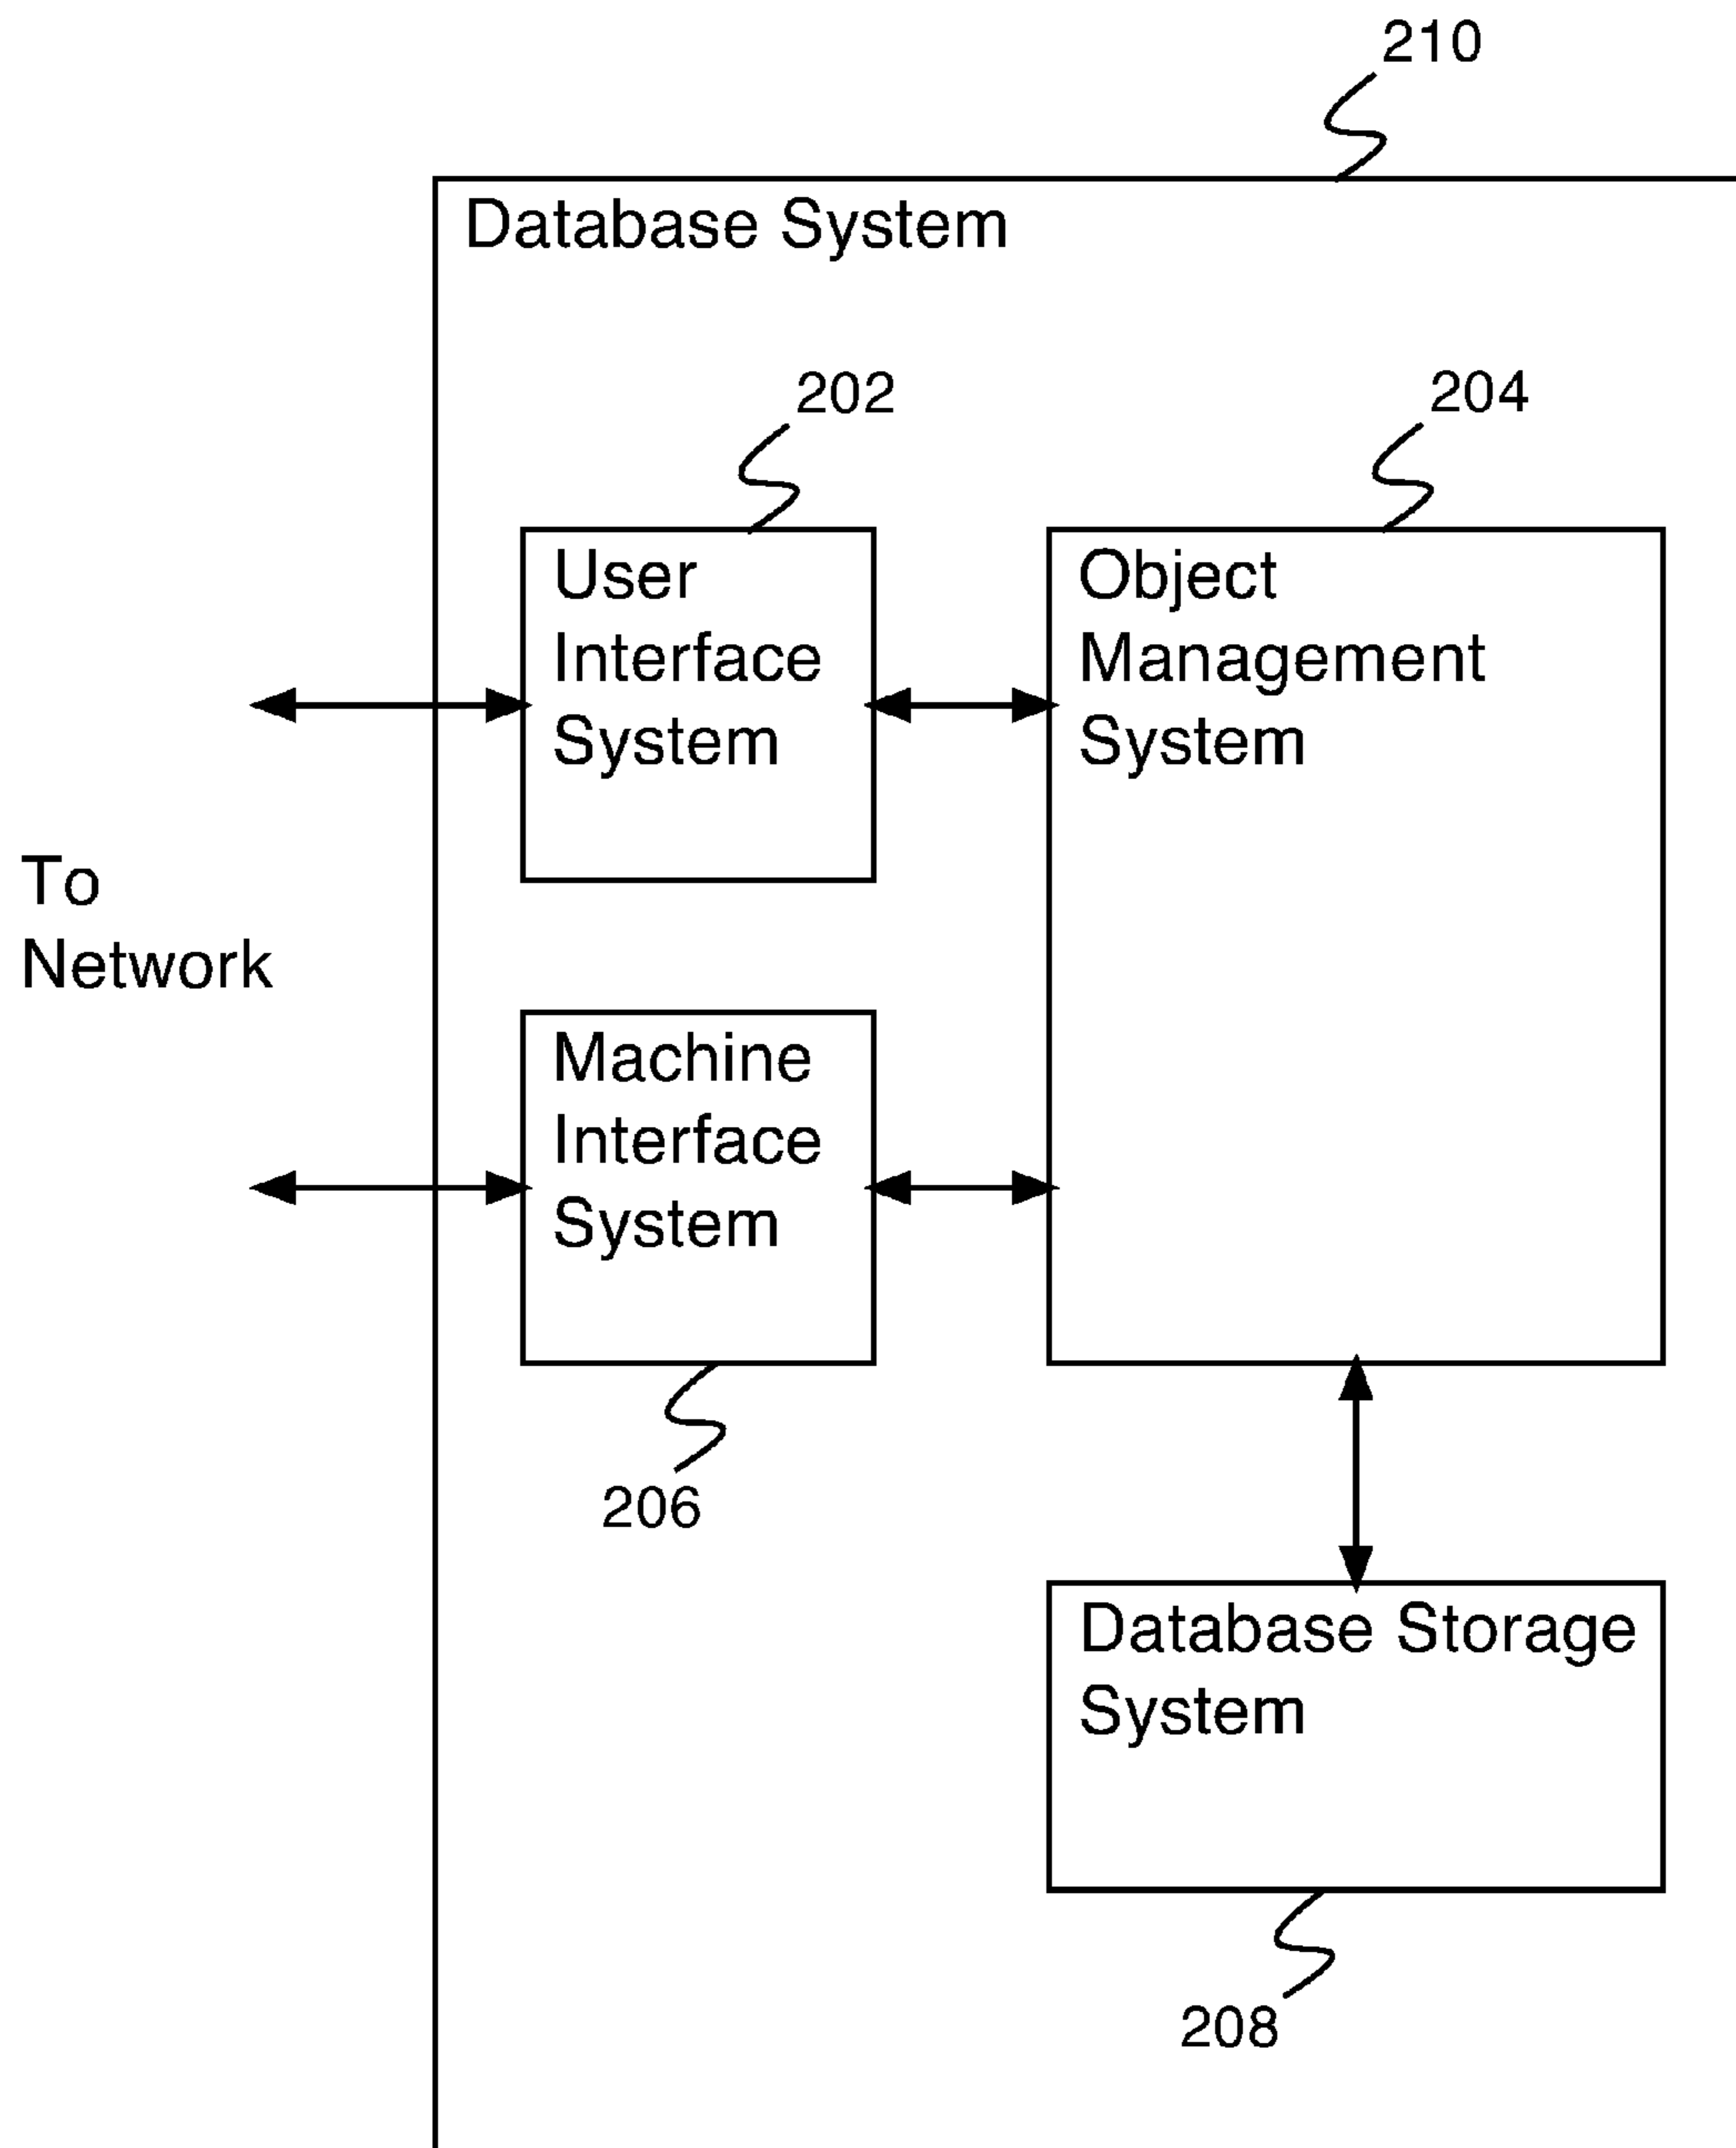 210
Database System
202
204
User
Interface
System
Object
Management
System
To
Network
Machine
Interface
System
206
Database Storage
System
208